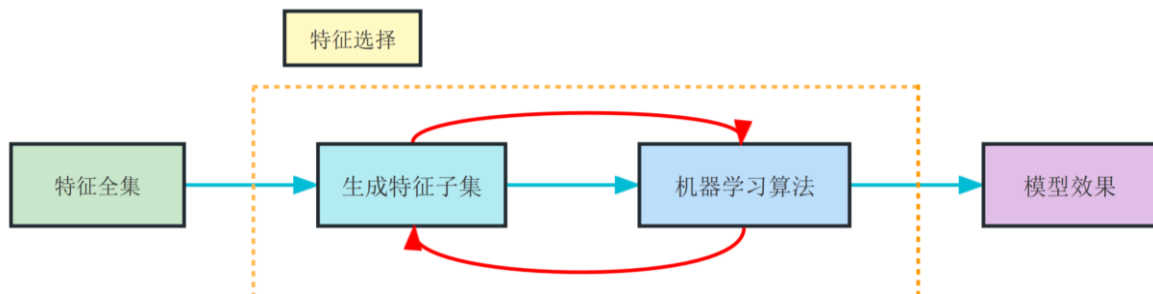 特征选择
特征全集
生成特征子集
机器学习算法
模型效果